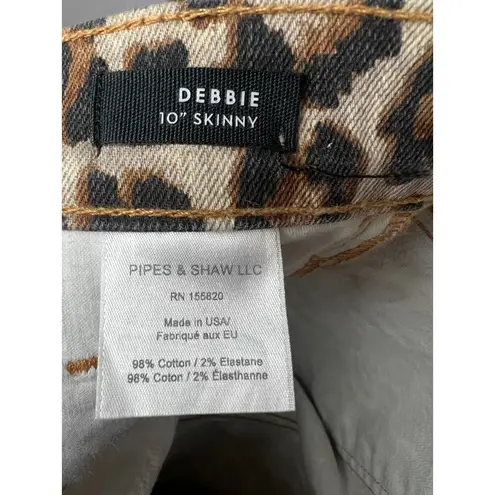 DEBBIE
10" SKINNY
PIPES & SHAW LLC
RN 155820
Made in USA/
Fabriqué aux EU
98% Cotton / 2% Elastane
98% Coton / 2% Élasthanne